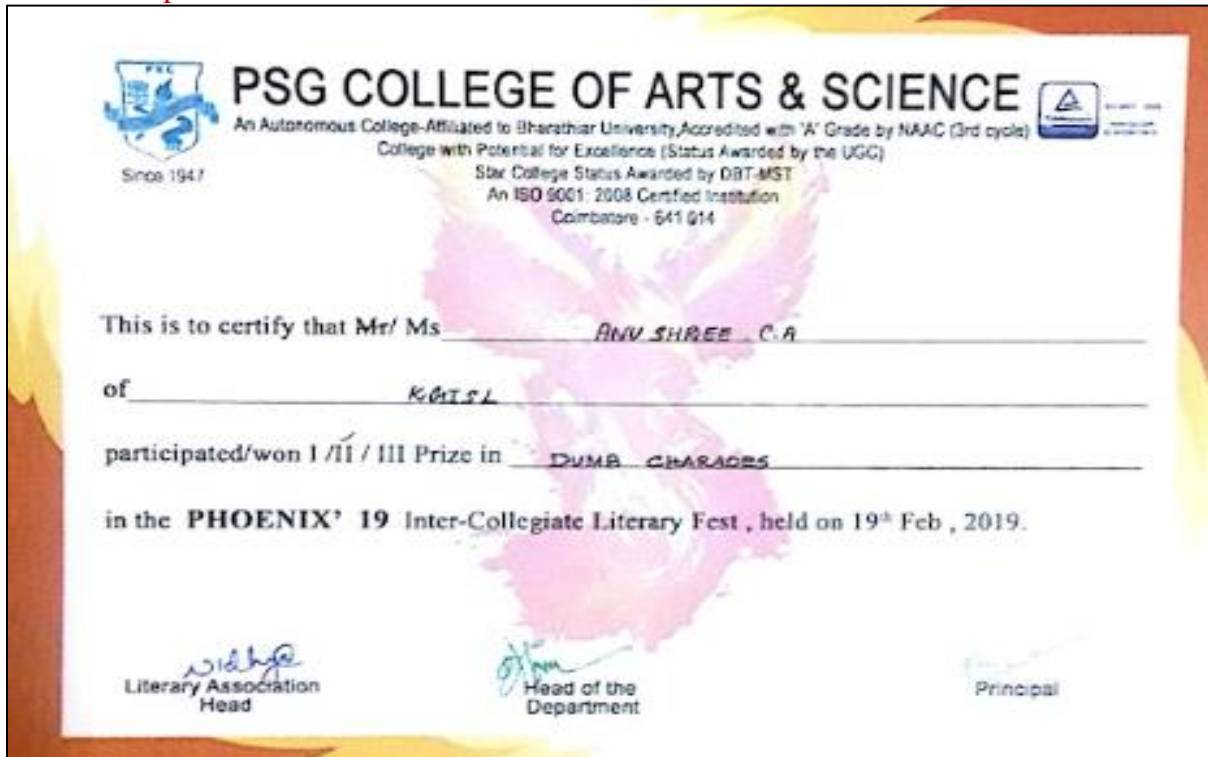 PSG
PSG COLLEGE OF ARTS & SCIENCE
An Autonomous College-Affiliated to Bharathiar University, Accredited with 'A' Grade by NAAC (3rd cycle)
College with Potential for Excellence (Status Awarded by the UGC)
Star College Status Awarded by DBT-MST
An ISO 9001: 2008 Certified Institution
Coimbatore - 641 014
Since 1947
This is to certify that Mr/ Ms ANU SHREE . C.A
of KGISL
participated/won I /II / III Prize in DUMB CHARADES
in the PHOENIX' 19 Inter-Collegiate Literary Fest , held on 19th Feb , 2019.
Literary Association
Head
Head of the
Department
Principal